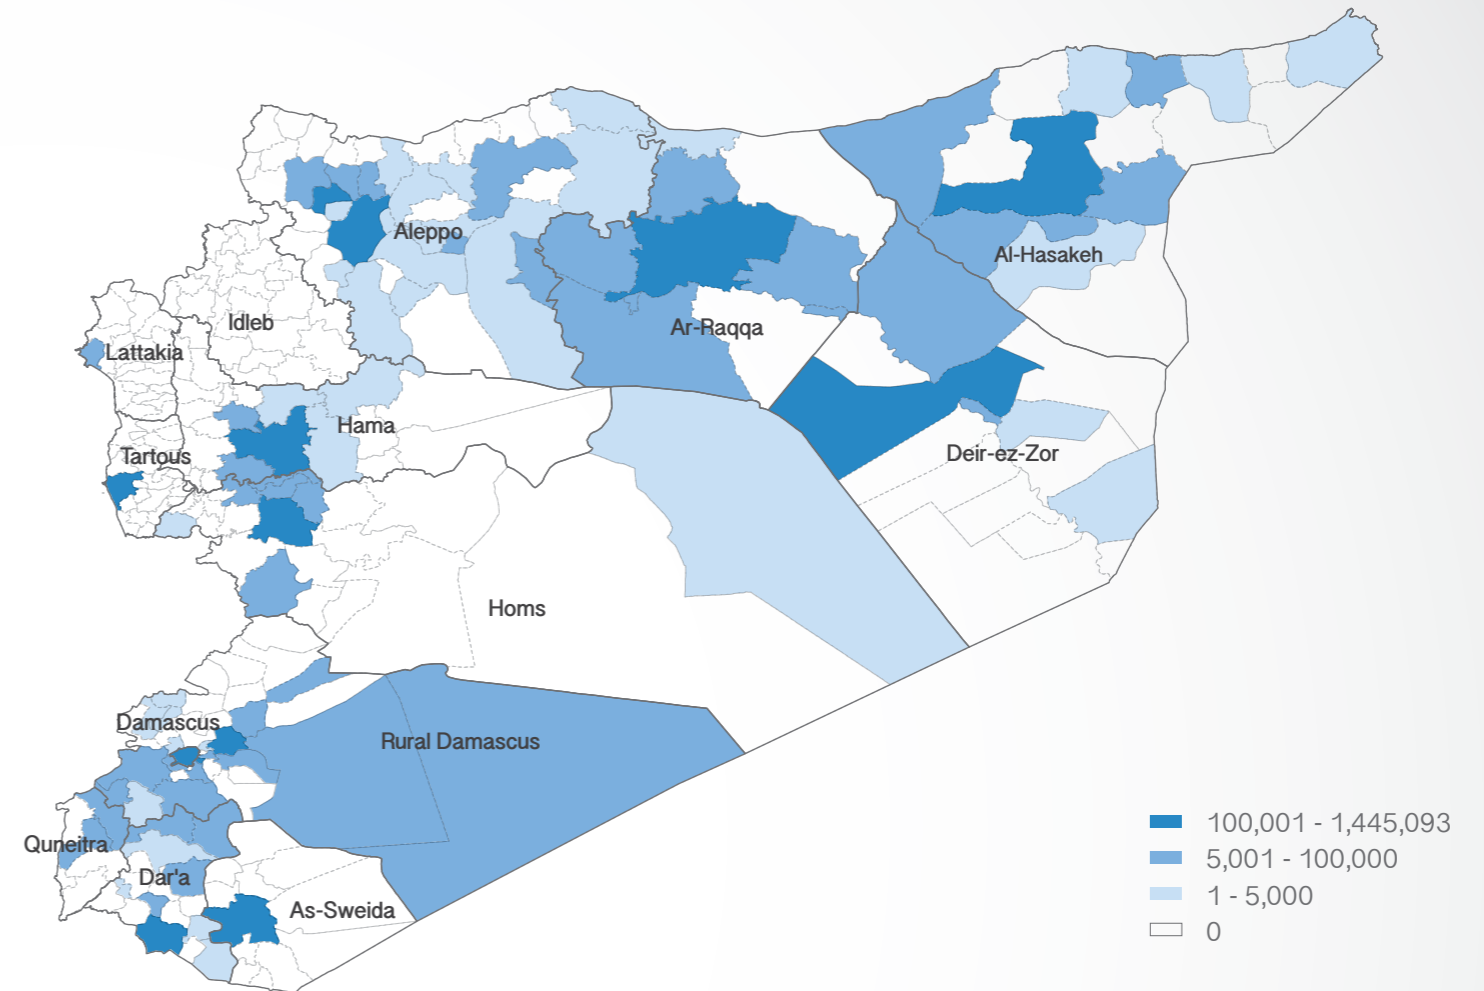 Aleppo
Al-Hasakeh
Idleb
Ar-Raqqa
Lattakia
Hama
Tartous
Deir-ez-Zor
Homs
Damascus
Rural Damascus
Quneitra
Dar'a
As-Sweida
100,001 - 1,445,093
5,001 - 100,000
1 - 5,000
0